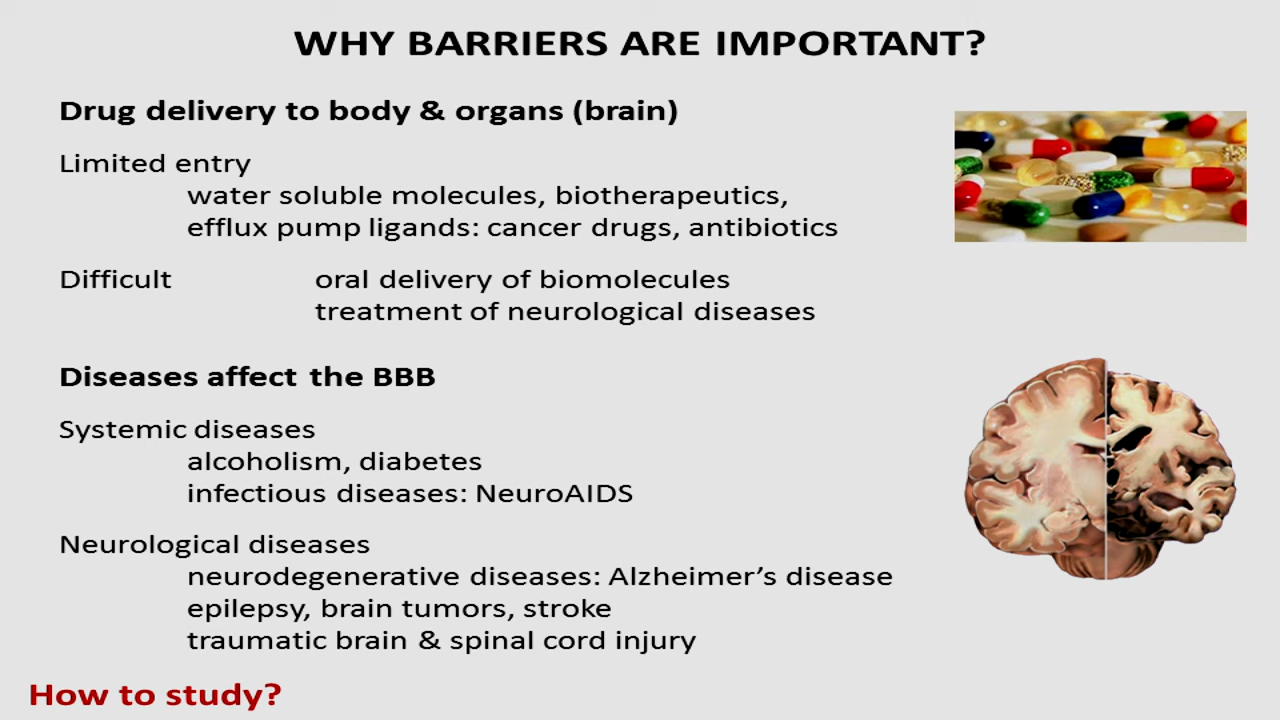 WHY BARRIERS ARE IMPORTANT?
Drug delivery to body & organs (brain)
Limited entry
water soluble molecules, biotherapeutics,
efflux pump ligands: cancer drugs, antibiotics
Difficult oral delivery of biomolecules
treatment of neurological diseases
Diseases affect the BBB
Systemic diseases
alcoholism, diabetes
infectious diseases: NeuroAIDS
Neurological diseases
neurodegenerative diseases: Alzheimer’s disease
epilepsy, brain tumors, stroke
traumatic brain & spinal cord injury
How to study?